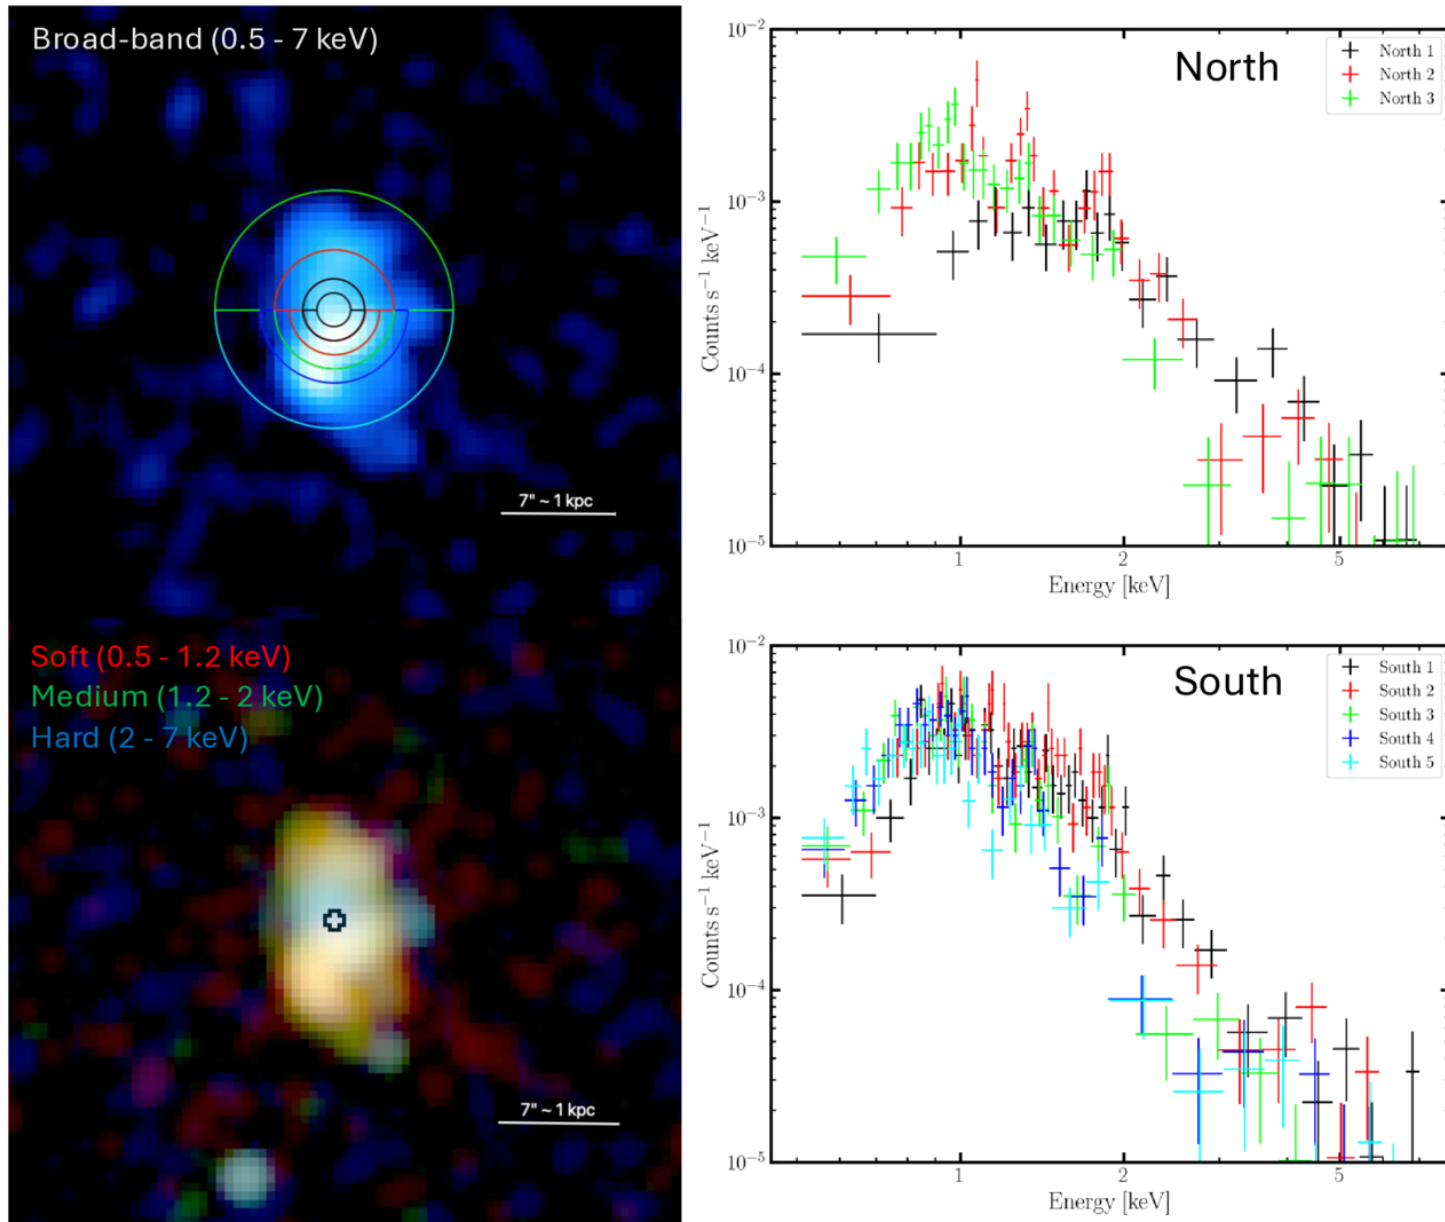 Broad-band (0.5 - 7 keV)
7" ~ 1 kpc
Soft (0.5 - 1.2 keV)
Medium (1.2 - 2 keV)
Hard (2 - 7 keV)
7" ~ 1 kpc
North
North 1
North 2
North 3
10⁻²
10⁻³
10⁻⁴
10⁻⁵
Counts s⁻¹ keV⁻¹
1 2 5
Energy [keV]
South
South 1
South 2
South 3
South 4
South 5
10⁻²
10⁻³
10⁻⁴
10⁻⁵
Counts s⁻¹ keV⁻¹
1 2 5
Energy [keV]